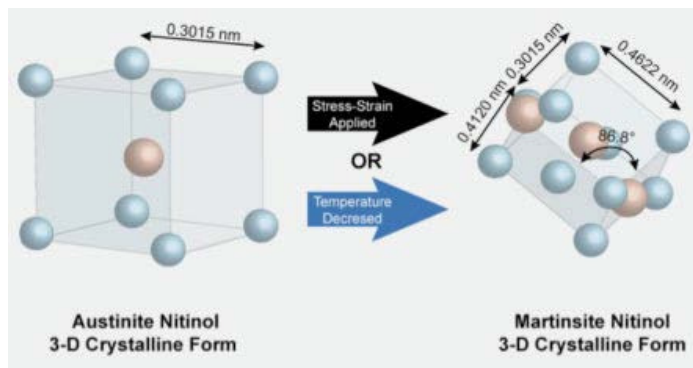 0.3015 nm
Stress-Strain
Applied
OR
Temperature
Decresed
0.4120 nm
0.3015 nm
0.4622 nm
86.8°
Austinite Nitinol
3-D Crystalline Form
Martinsite Nitinol
3-D Crystalline Form